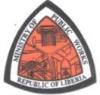 MINISTRY OF PUBLIC WORKS
REPUBLIC OF LIBERIA